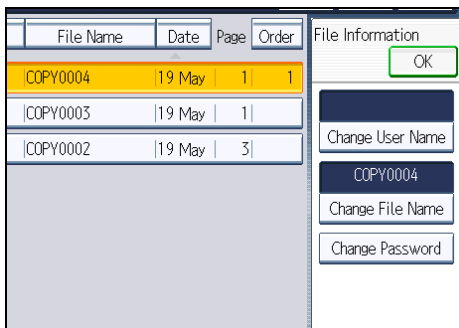 File Name Date Page Order
COPY0004 19 May 1 1
COPY0003 19 May 1
COPY0002 19 May 3
File Information
OK
Change User Name
COPY0004
Change File Name
Change Password